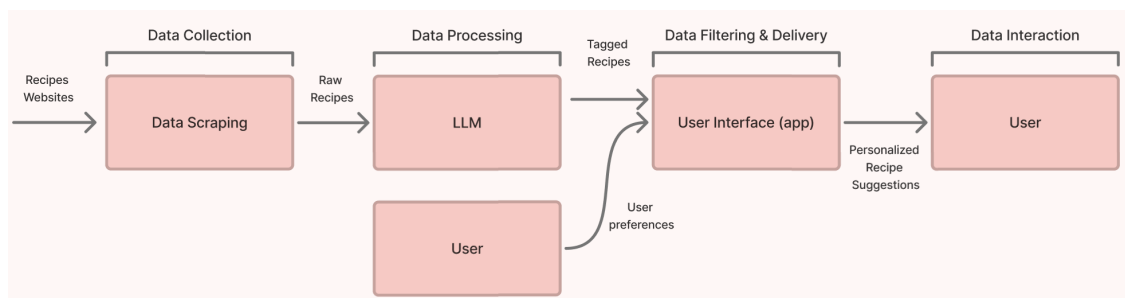 Data Collection
Data Processing
Tagged
Recipes
Data Filtering & Delivery
Data Interaction
Recipes
Websites
Data Scraping
Raw
Recipes
LLM
User Interface (app)
Personalized
Recipe
Suggestions
User
User
User
preferences